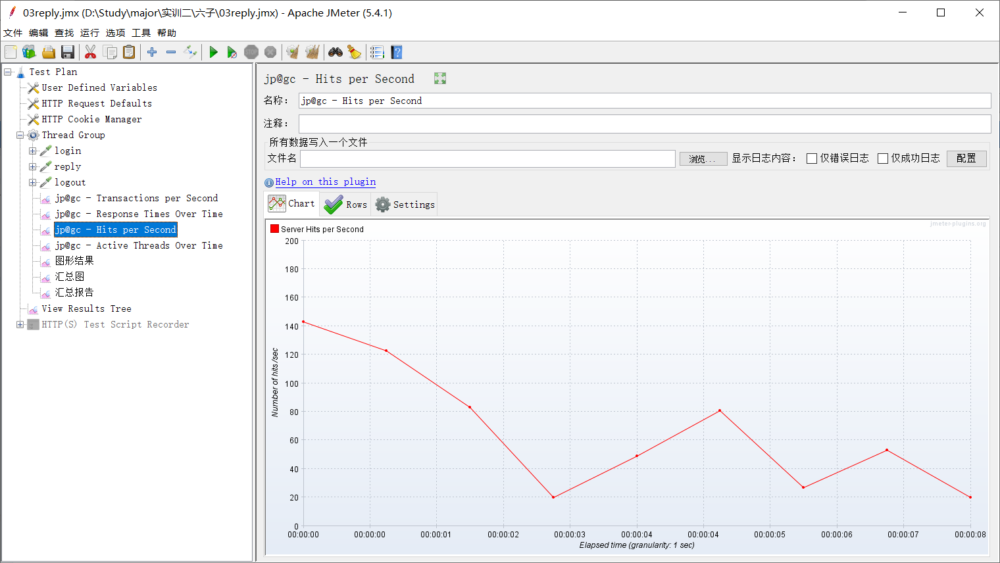 03reply.jmx (D:\Study\major\实训二\六子\03reply.jmx) - Apache JMeter (5.4.1)
文件 编辑 查找 运行 选项 工具 帮助
STOP
Test Plan
User Defined Variables
HTTP Request Defaults
HTTP Cookie Manager
Thread Group
login
reply
logout
jp@gc - Transactions per Second
jp@gc - Response Times Over Time
jp@gc - Hits per Second
jp@gc - Active Threads Over Time
图形结果
汇总图
汇总报告
View Results Tree
HTTP(S) Test Script Recorder
jp@gc - Hits per Second
名称： jp@gc - Hits per Second
注释：
所有数据写入一个文件
文件名 浏览... 显示日志内容： 仅错误日志 仅成功日志 配置
Help on this plugin
Chart Rows Settings
jmeter-plugins.org
Server Hits per Second
200
180
160
140
120
100
80
60
40
20
0
Number of hits /sec
00:00:00 00:00:00 00:00:01 00:00:02 00:00:03 00:00:04 00:00:04 00:00:05 00:00:06 00:00:07 00:00:08
Elapsed time (granularity: 1 sec)